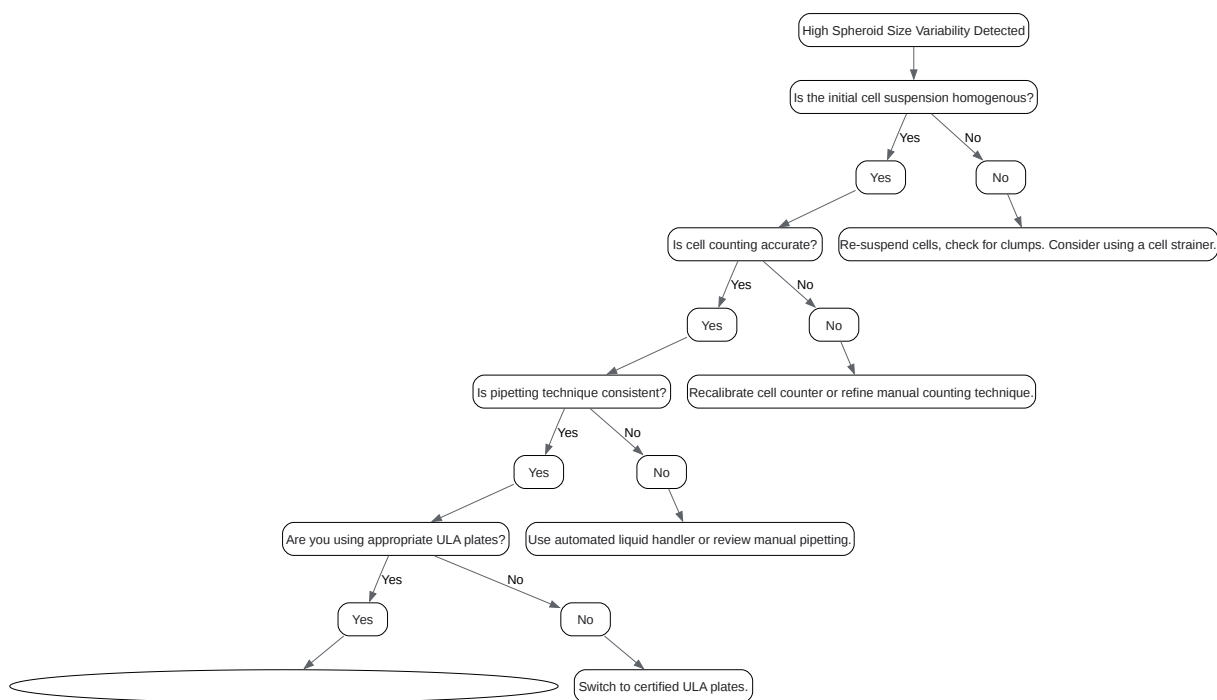 High Spheroid Size Variability Detected
Is the initial cell suspension homogenous?
Yes
No
Yes
No
Is cell counting accurate?
Re-suspend cells, check for clumps. Consider using a cell strainer.
Yes
No
Yes
No
Is pipetting technique consistent?
Recalibrate cell counter or refine manual counting technique.
Yes
No
Yes
No
Are you using appropriate ULA plates?
Use automated liquid handler or review manual pipetting.
Yes
No
Yes
No
Switch to certified ULA plates.